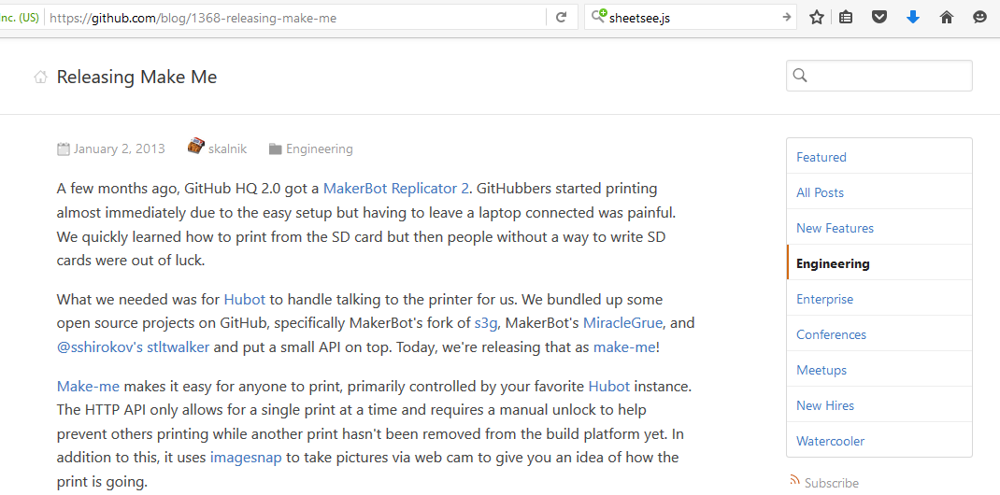 Inc. (US)
https://github.com/blog/1368-releasing-make-me
sheetsee.js
Releasing Make Me
January 2, 2013
skalnik
Engineering
A few months ago, GitHub HQ 2.0 got a MakerBot Replicator 2. GitHubbers started printing
almost immediately due to the easy setup but having to leave a laptop connected was painful.
We quickly learned how to print from the SD card but then people without a way to write SD
cards were out of luck.
What we needed was for Hubot to handle talking to the printer for us. We bundled up some
open source projects on GitHub, specifically MakerBot's fork of s3g, MakerBot's MiracleGrue, and
@sshirokov's stltwalker and put a small API on top. Today, we're releasing that as make-me!
Make-me makes it easy for anyone to print, primarily controlled by your favorite Hubot instance.
The HTTP API only allows for a single print at a time and requires a manual unlock to help
prevent others printing while another print hasn't been removed from the build platform yet. In
addition to this, it uses imagesnap to take pictures via web cam to give you an idea of how the
print is going.
Featured
All Posts
New Features
Engineering
Enterprise
Conferences
Meetups
New Hires
Watercooler
Subscribe